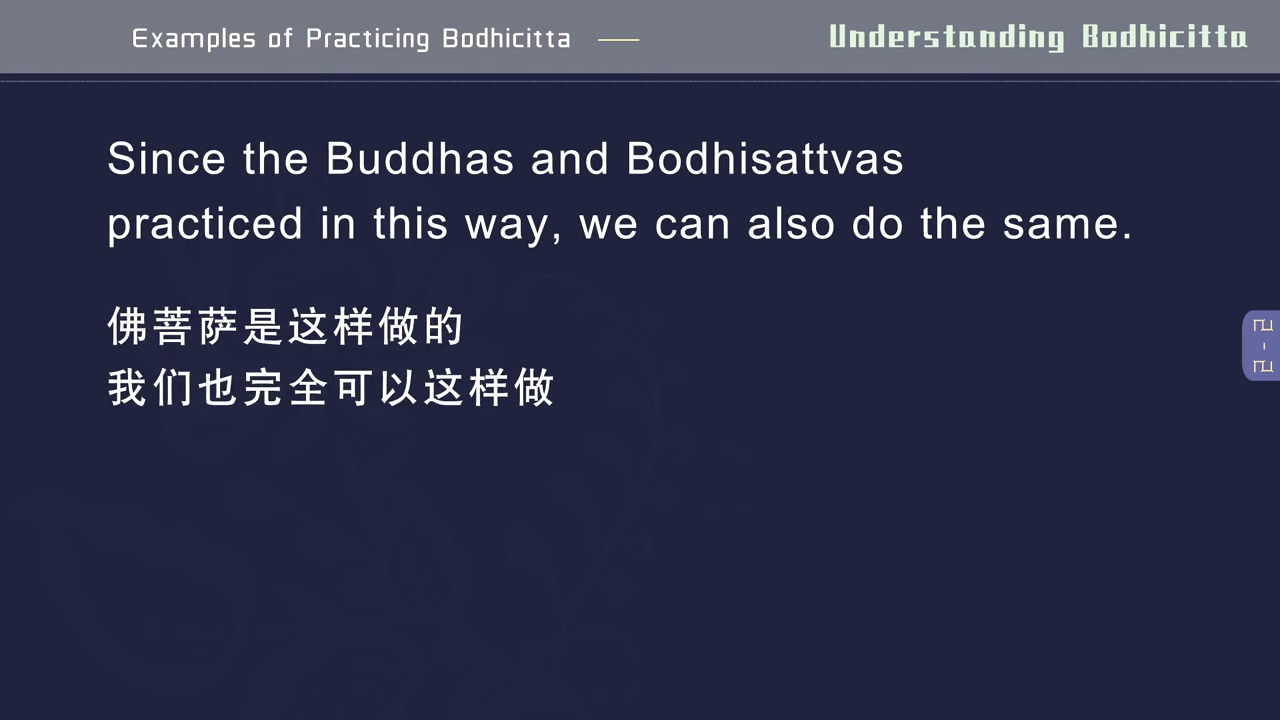 Examples of Practicing Bodhicitta
Understanding Bodhicitta
Since the Buddhas and Bodhisattvas
practiced in this way, we can also do the same.
佛菩萨是这样做的
我们也完全可以这样做